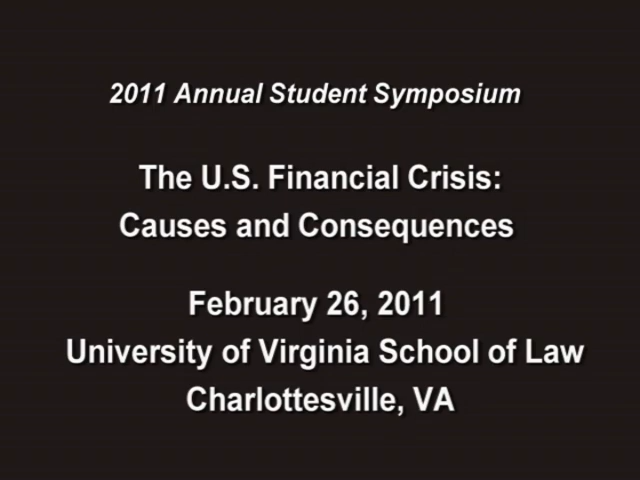 2011 Annual Student Symposium
The U.S. Financial Crisis:
Causes and Consequences
February 26, 2011
University of Virginia School of Law
Charlottesville, VA